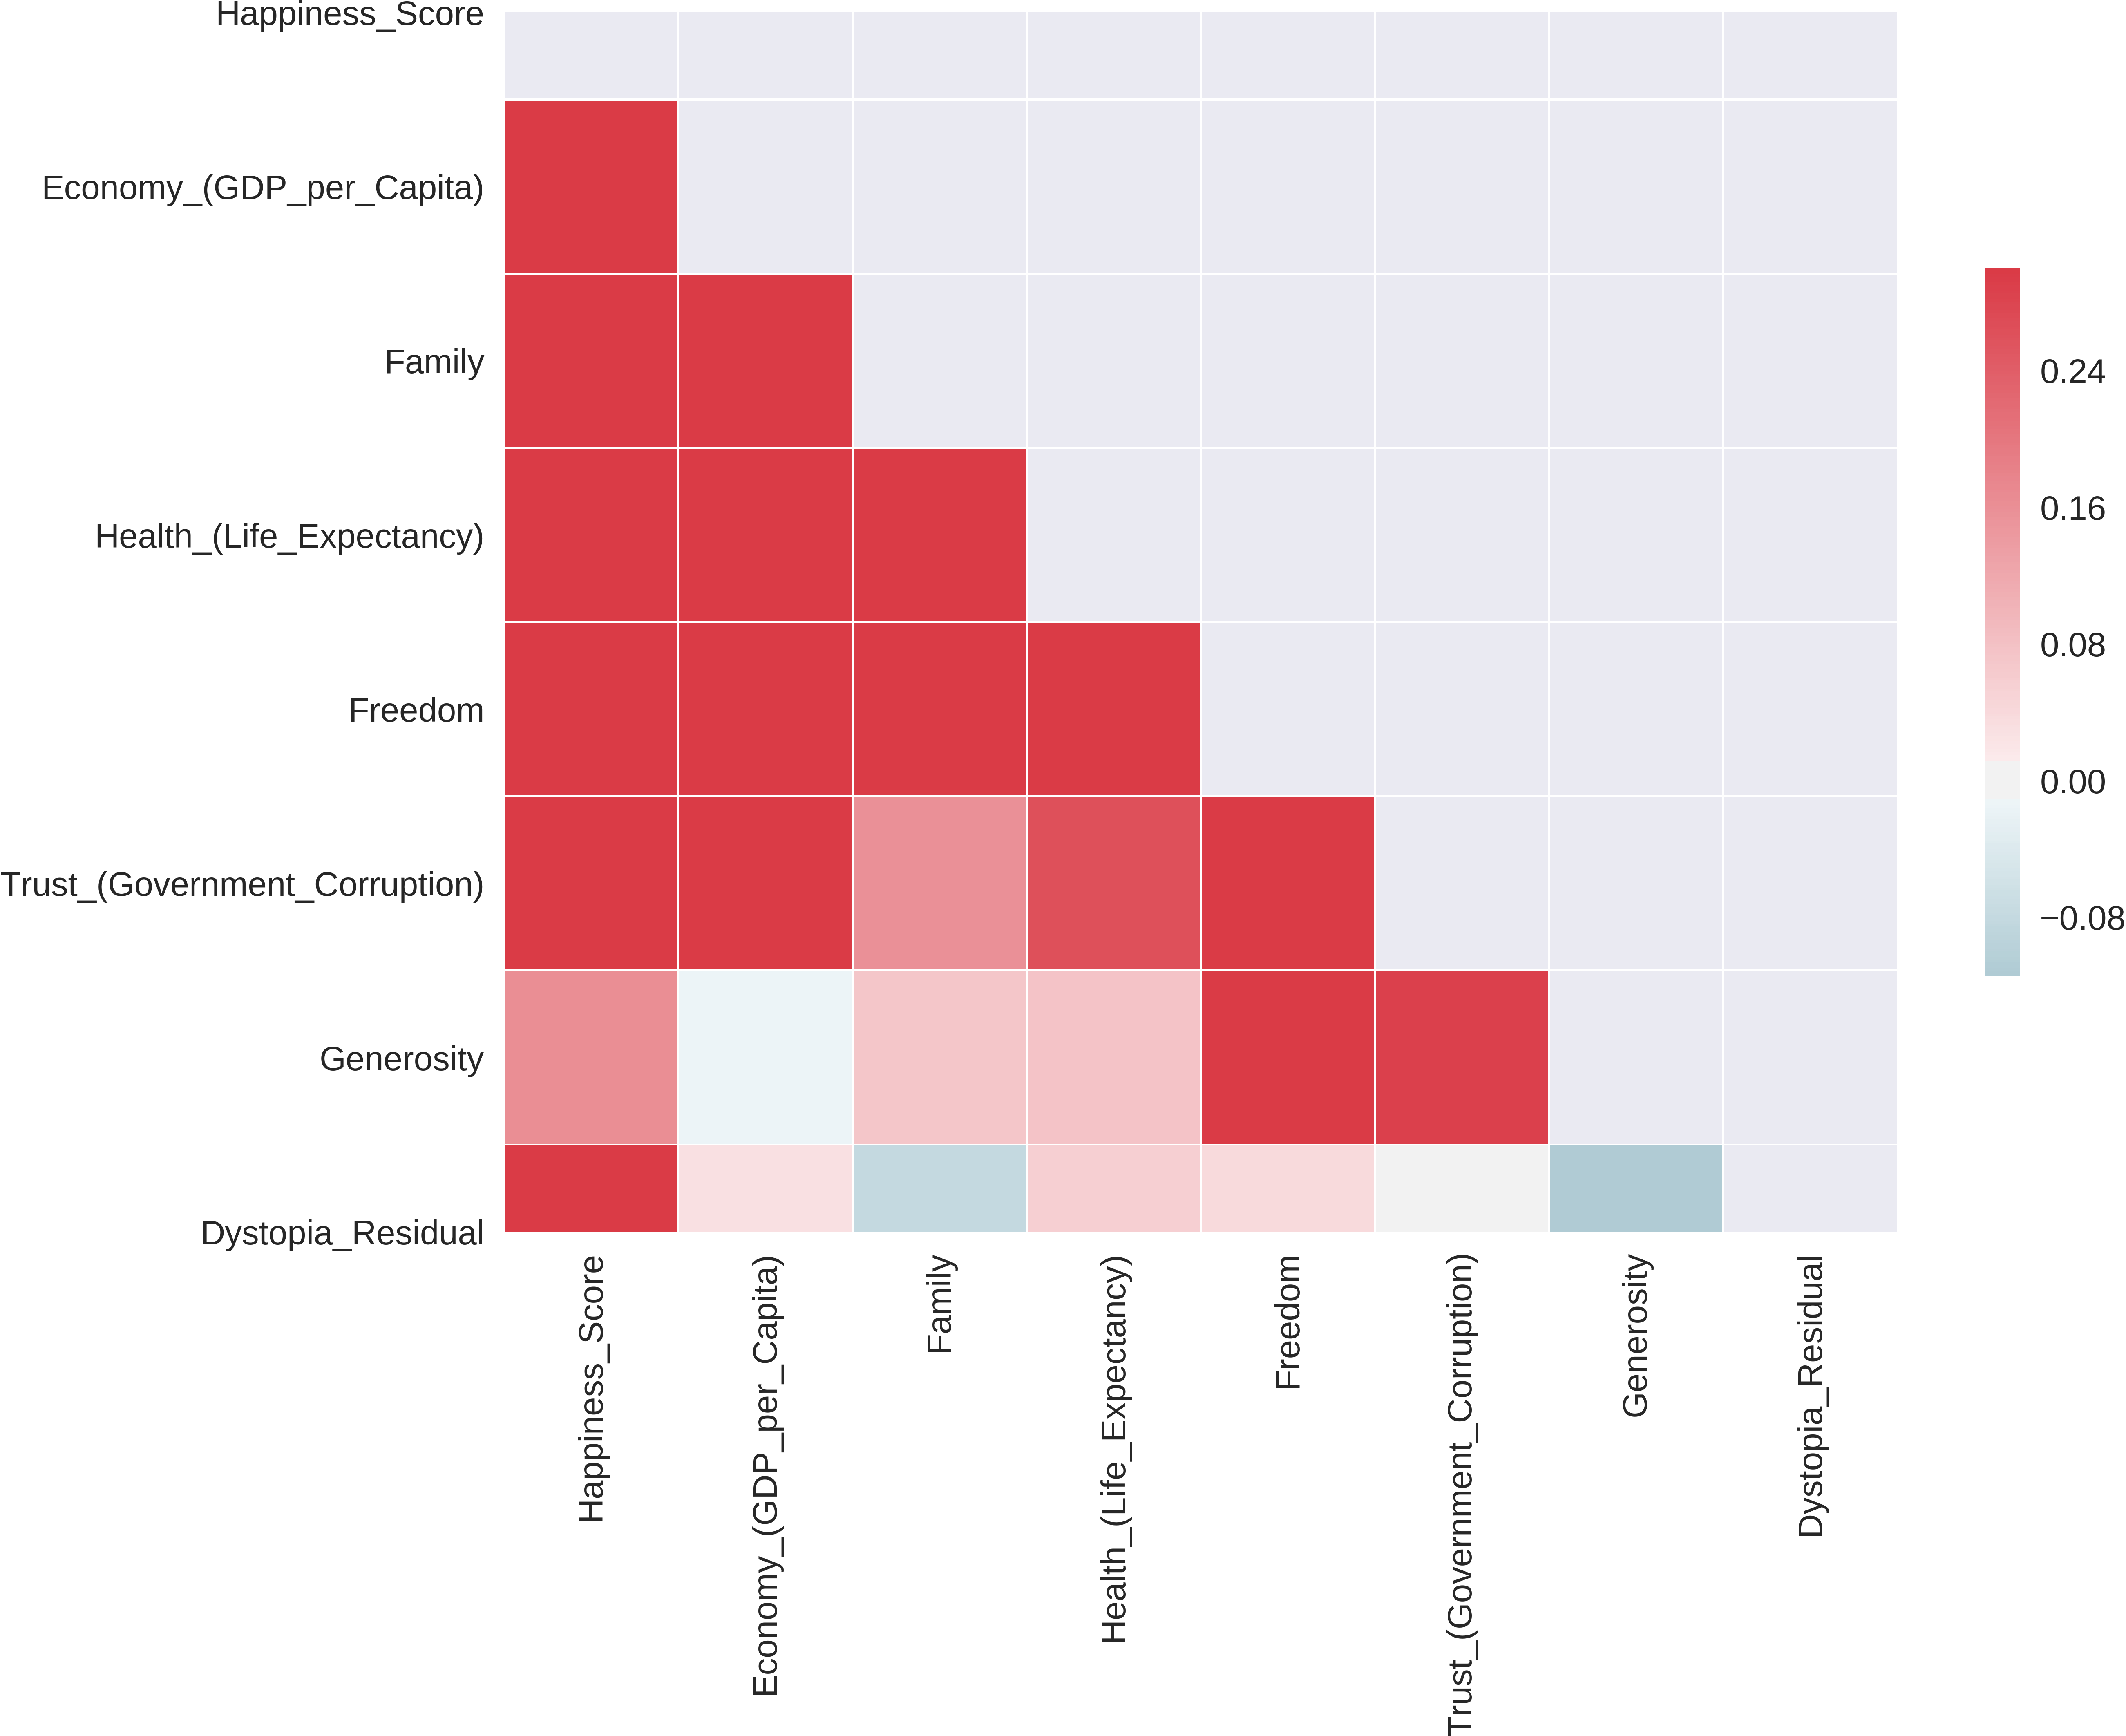 Happiness_Score
Economy_(GDP_per_Capita)
Family
Health_(Life_Expectancy)
Freedom
Trust_(Government_Corruption)
Generosity
Dystopia_Residual
Happiness_Score
Economy_(GDP_per_Capita)
Family
Health_(Life_Expectancy)
Freedom
Trust_(Government_Corruption)
Generosity
Dystopia_Residual
0.24
0.16
0.08
0.00
−0.08